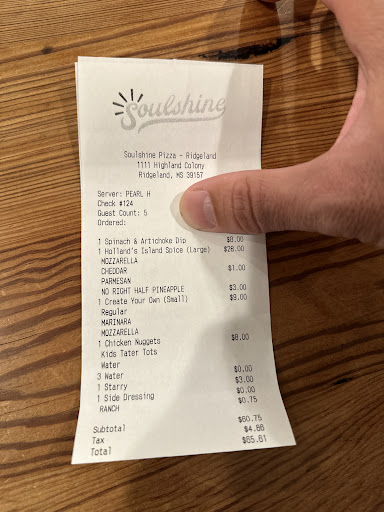 Soulshine
Soulshine Pizza - Ridgeland
1111 Highland Colony
Ridgeland, MS 39157
Server: PEARL H
Check #124
Guest Count: 5
Ordered:
1 Spinach & Artichoke Dip $8.00
1 Holland's Island Spice (Large) $28.00
MOZZARELLA
CHEDDAR $1.00
PARMESAN
NO RIGHT HALF PINEAPPLE $3.00
1 Create Your Own (Small) $9.00
Regular
MARINARA
MOZZARELLA
1 Chicken Nuggets $8.00
Kids Tater Tots
Water
3 Water $0.00
1 Starry $3.00
1 Side Dressing $0.00
RANCH $0.75
Subtotal $60.75
Tax $4.86
Total $65.61